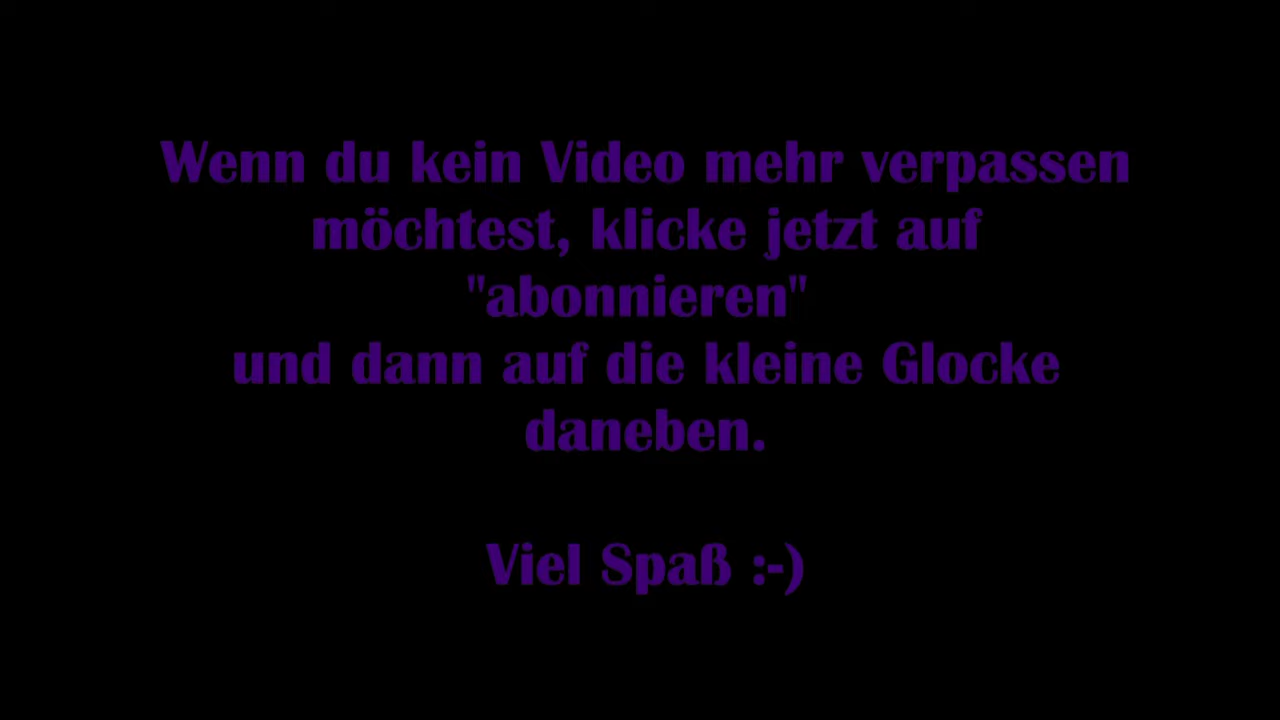 Wenn du kein Video mehr verpassen
möchtest, klicke jetzt auf
"abonnieren"
und dann auf die kleine Glocke
daneben.
Viel Spaß :-)